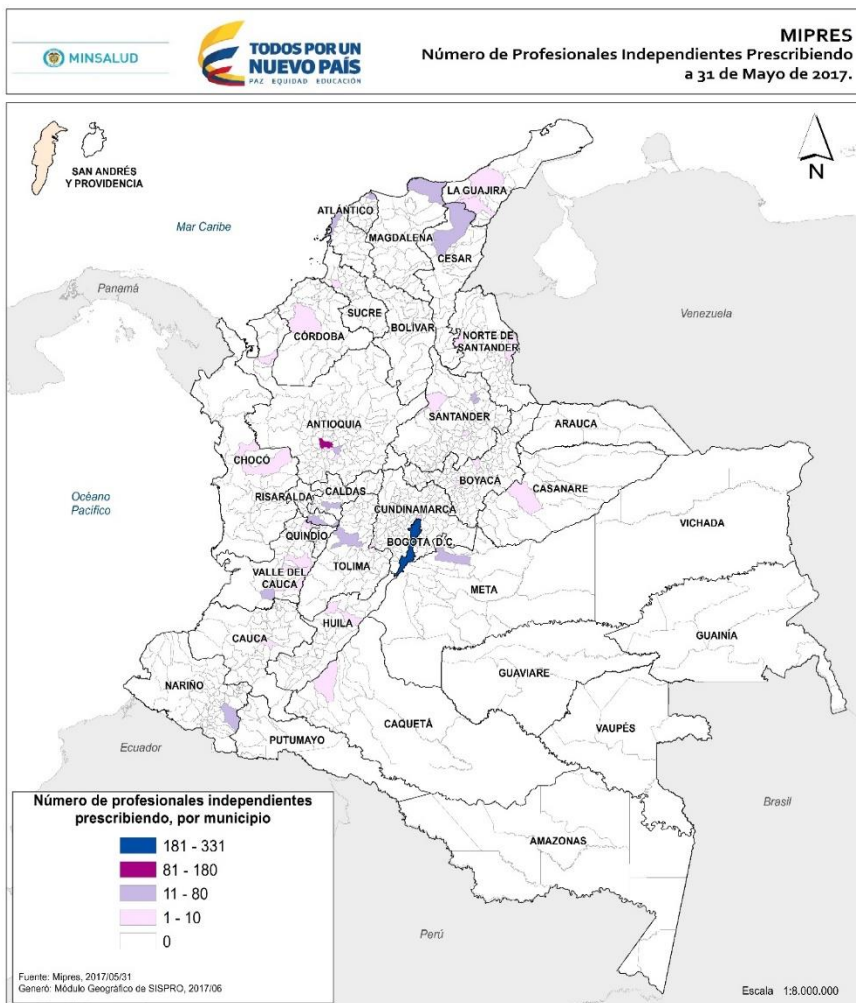 MINSALUD
TODOS POR UN
NUEVO PAÍS
PAZ EQUIDAD EDUCACIÓN
MIPRES
Número de Profesionales Independientes Prescribiendo
a 31 de Mayo de 2017.
SAN ANDRÉS
Y PROVIDENCIA
N
LA GUAJIRA
ATLÁNTICO
Mar Caribe
MAGDALENA
CESAR
Panamá
Venezuela
SUCRE
BOLÍVAR
CÓRDOBA
NORTE DE
SANTANDER
ANTIOQUIA
SANTANDER
ARAUCA
CHOCÓ
BOYACÁ
CASANARE
RISARALDA
CALDAS
Océano
Pacífico
CUNDINAMARCA
VICHADA
QUINDÍO
BOGOTÁ D.C.
VALLE DEL
CAUCA
TOLIMA
META
HUILA
CAUCA
GUAINÍA
GUAVIARE
NARIÑO
CAQUETÁ
VAUPÉS
PUTUMAYO
Ecuador
Brasil
AMAZONAS
Perú
Número de profesionales independientes
prescribiendo, por municipio
181 - 331
81 - 180
11 - 80
1 - 10
0
Fuente: Mipres, 2017/05/31
Generó: Módulo Geográfico de SISPRO, 2017/06
Escala 1:8.000.000